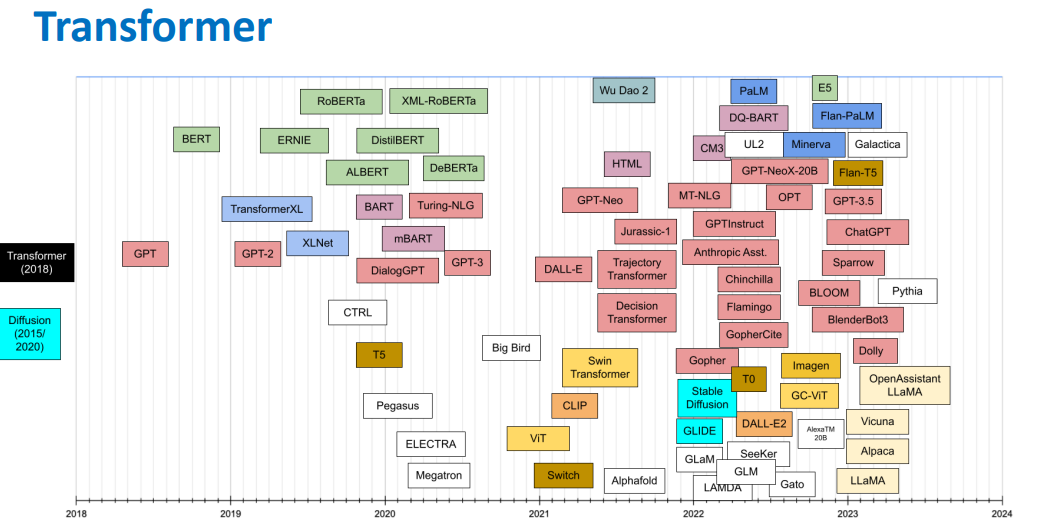 Transformer
Wu Dao 2
PaLM
E5
RoBERTa
XML-RoBERTa
DQ-BART
Flan-PaLM
BERT
ERNIE
DistilBERT
CM3
UL2
Minerva
Galactica
ALBERT
DeBERTa
HTML
GPT-NeoX-20B
Flan-T5
TransformerXL
BART
Turing-NLG
GPT-Neo
MT-NLG
OPT
GPT-3.5
Jurassic-1
GPTInstruct
ChatGPT
XLNet
mBART
GPT
GPT-2
Transformer
(2018)
DialogGPT
GPT-3
DALL-E
Trajectory
Transformer
Anthropic Asst.
Sparrow
Chinchilla
BLOOM
Pythia
CTRL
Decision
Transformer
Flamingo
BlenderBot3
Diffusion
(2015/
2020)
GopherCite
T5
Big Bird
Swin
Transformer
Gopher
T0
Imagen
Dolly
OpenAssistant
LLaMA
Stable
Diffusion
GC-ViT
Pegasus
CLIP
DALL-E2
AlexaTM
20B
Vicuna
ELECTRA
ViT
GLIDE
SeeKer
Alpaca
GLaM
GLM
Megatron
Switch
Alphafold
LAMDA
Gato
LLaMA
2018
2019
2020
2021
2022
2023
2024